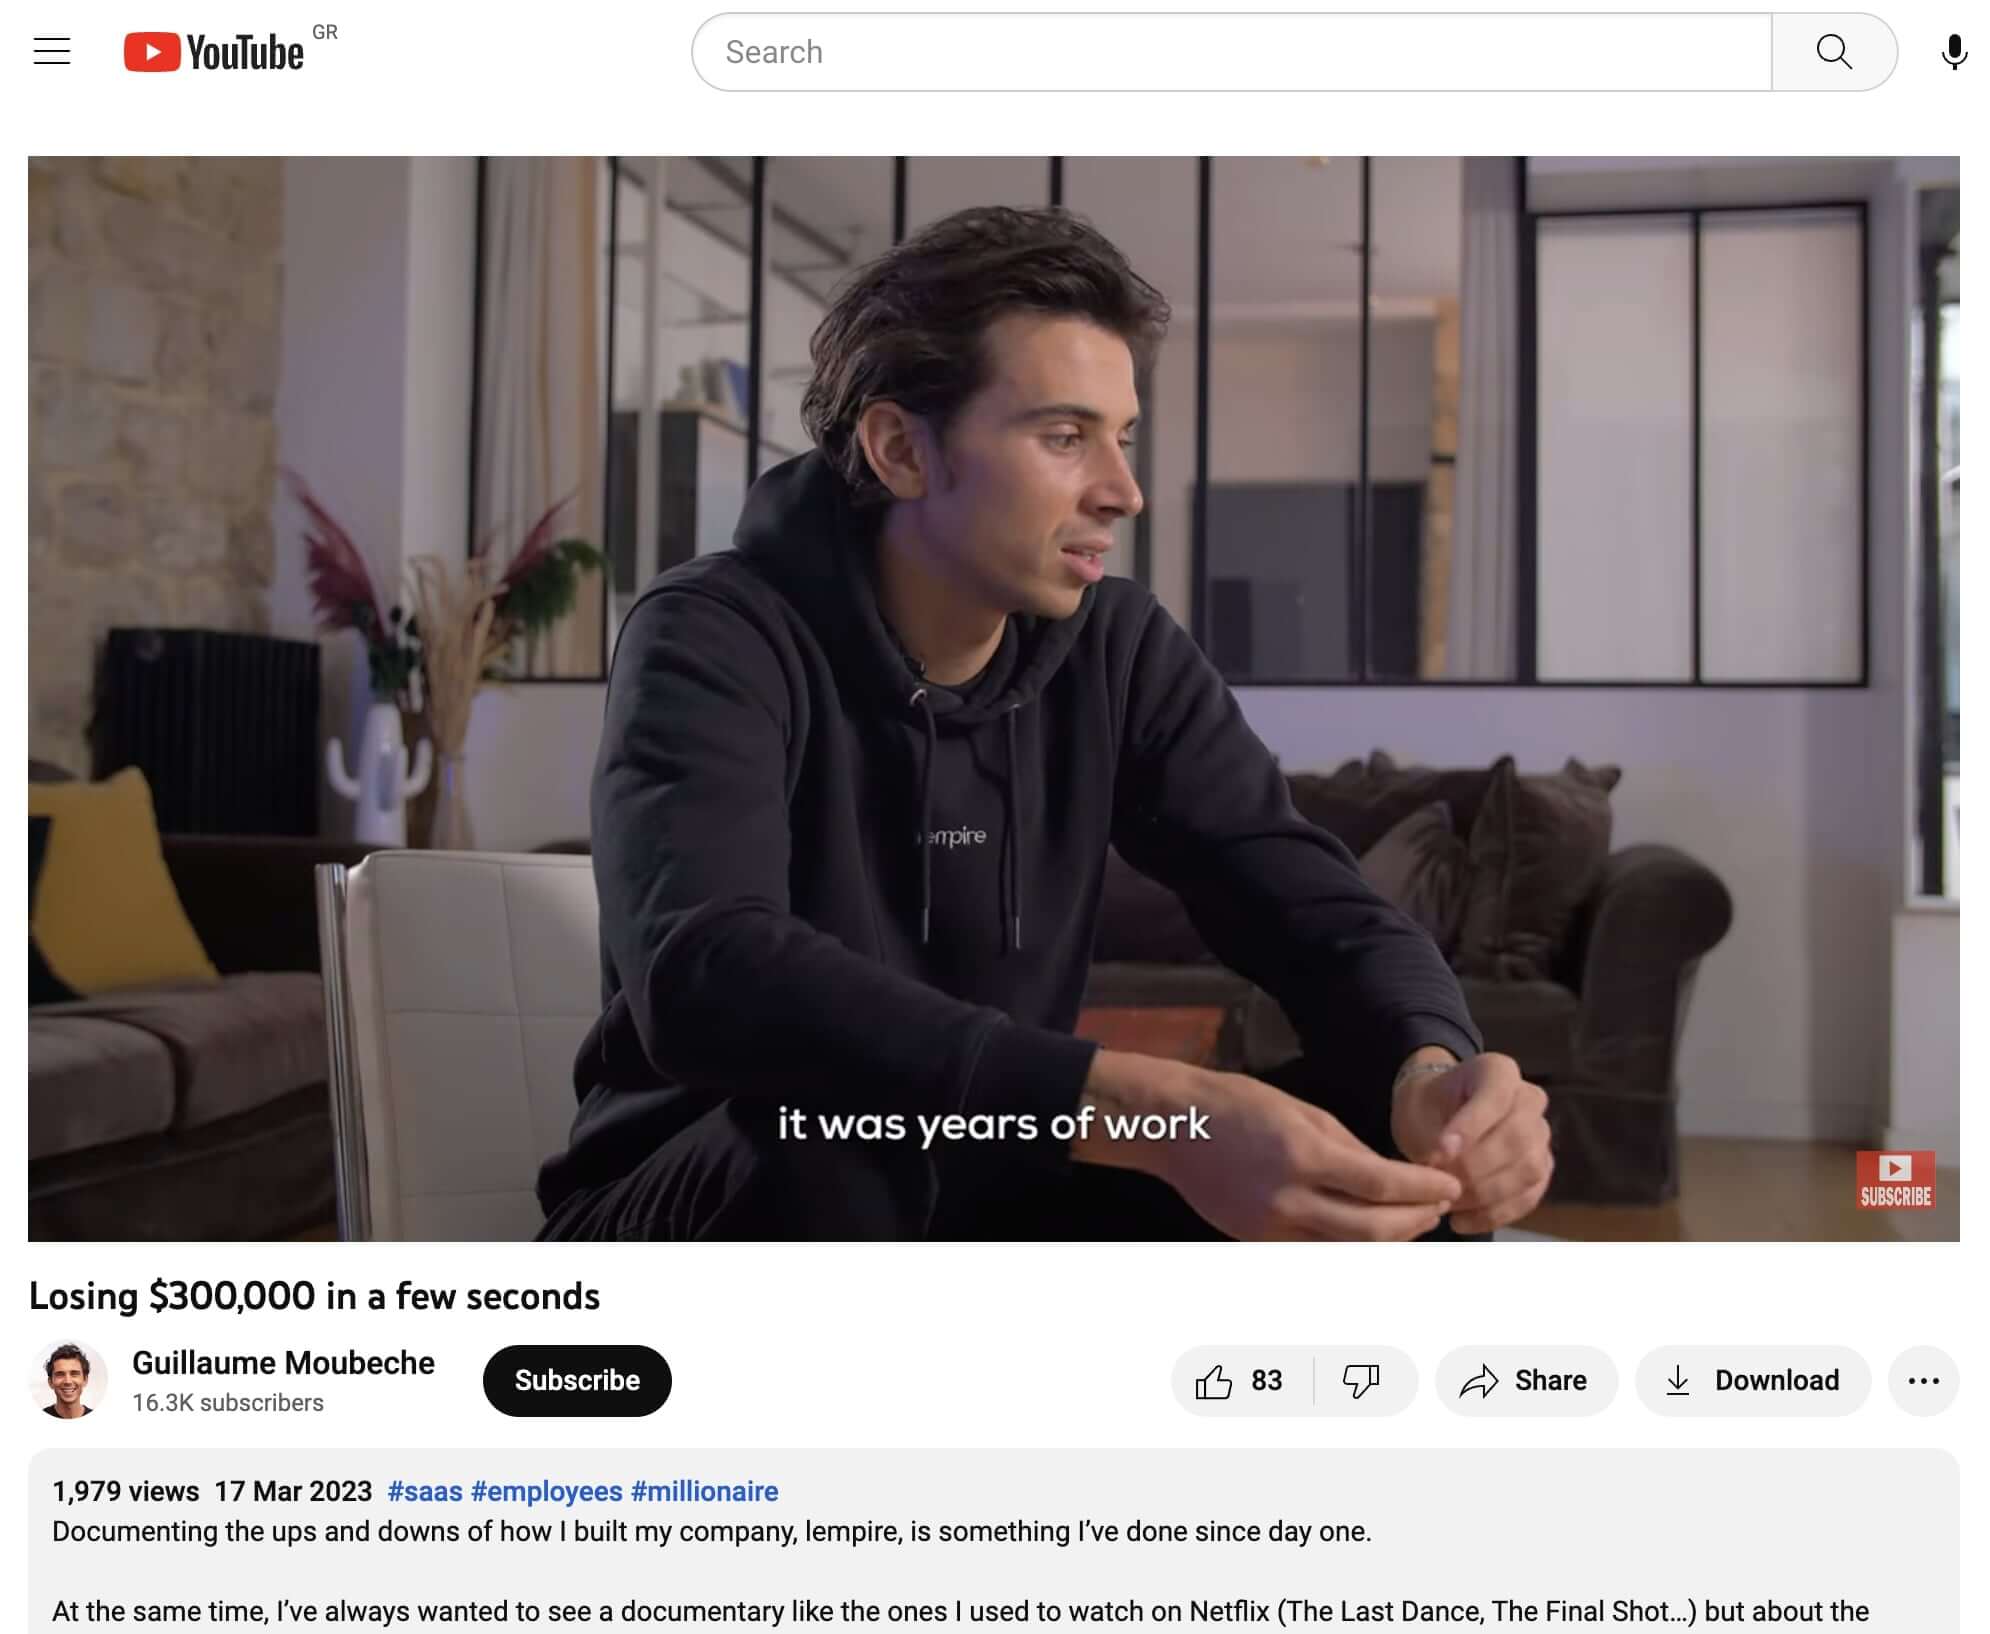 YouTube GR
Search
empire
it was years of work
SUBSCRIBE
Losing $300,000 in a few seconds
Guillaume Moubeche
16.3K subscribers
Subscribe
83
Share
Download
1,979 views 17 Mar 2023 #saas #employees #millionaire
Documenting the ups and downs of how I built my company, lempire, is something I’ve done since day one.
At the same time, I’ve always wanted to see a documentary like the ones I used to watch on Netflix (The Last Dance, The Final Shot...) but about the